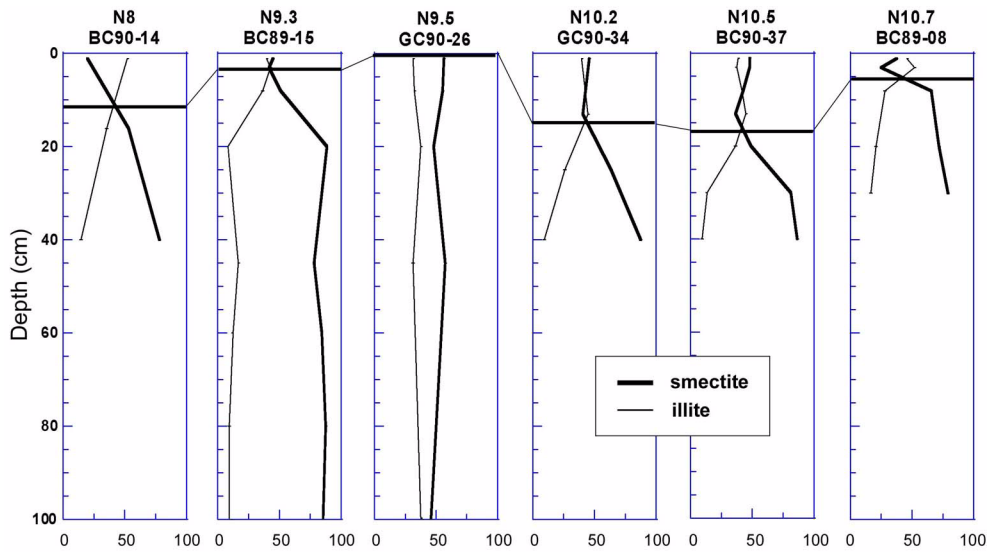 N8 N9.3 N9.5 N10.2 N10.5 N10.7
BC90-14 BC89-15 GC90-26 GC90-34 BC90-37 BC89-08
0
20
40
60
80
100
Depth (cm)
smectite
illite
0 50 100 0 50 100 0 50 100 0 50 100 0 50 100 0 50 100